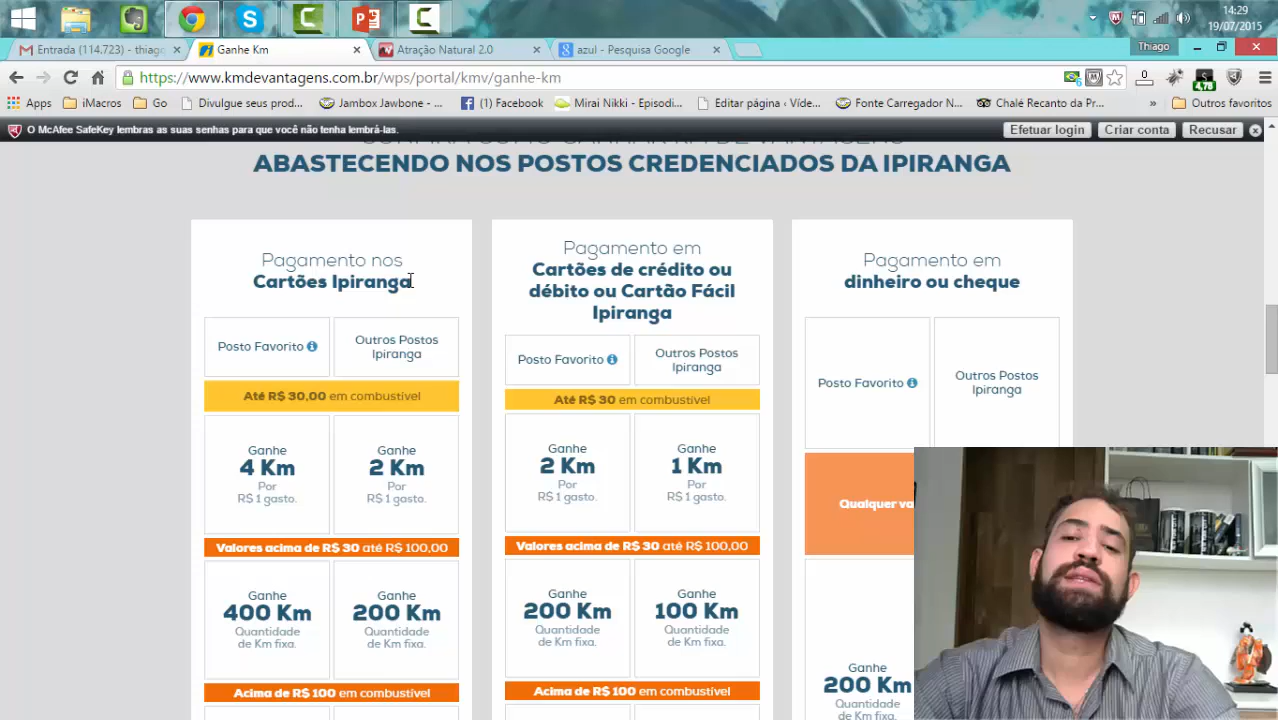 14:29
19/07/2015
Entrada (114.723) - thiag
Ganhe Km
Atração Natural 2.0
azul - Pesquisa Google
Thiago
https://www.kmdevantagens.com.br/wps/portal/kmv/ganhe-km
Apps
iMacros
Go
Divulgue seus prod...
Jambox Jawbone - ...
(1) Facebook
Mirai Nikki - Episodi...
Editar página ‹ Víde...
Fonte Carregador N...
Chalé Recanto da Pr...
»
Outros favoritos
O McAfee SafeKey lembras as suas senhas para que você não tenha lembrá-las.
Efetuar login
Criar conta
Recusar
ABASTECENDO NOS POSTOS CREDENCIADOS DA IPIRANGA
Pagamento nos
Cartões Ipiranga
Posto Favorito
Outros Postos
Ipiranga
Até R$ 30,00 em combustível
Ganhe
4 Km
Por
R$ 1 gasto.
Ganhe
2 Km
Por
R$ 1 gasto.
Valores acima de R$ 30 até R$ 100,00
Ganhe
400 Km
Quantidade
de Km fixa.
Ganhe
200 Km
Quantidade
de Km fixa.
Acima de R$ 100 em combustível
Pagamento em
Cartões de crédito ou
débito ou Cartão Fácil
Ipiranga
Posto Favorito
Outros Postos
Ipiranga
Até R$ 30 em combustível
Ganhe
2 Km
Por
R$ 1 gasto.
Ganhe
1 Km
Por
R$ 1 gasto.
Valores acima de R$ 30 até R$ 100,00
Ganhe
200 Km
Quantidade
de Km fixa.
Ganhe
100 Km
Quantidade
de Km fixa.
Acima de R$ 100 em combustível
Pagamento em
dinheiro ou cheque
Posto Favorito
Outros Postos
Ipiranga
Qualquer va
Ganhe
200 Km
Quantidade